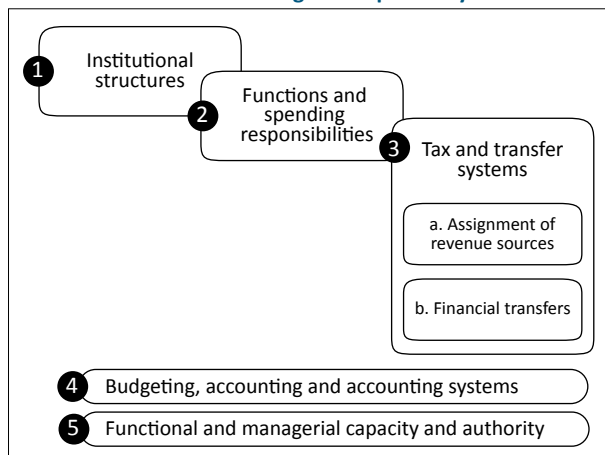 1
Institutional
structures
2
Functions and
spending
responsibilities
3
Tax and transfer
systems
a. Assignment of
revenue sources
b. Financial transfers
4 Budgeting, accounting and accounting systems
5 Functional and managerial capacity and authority